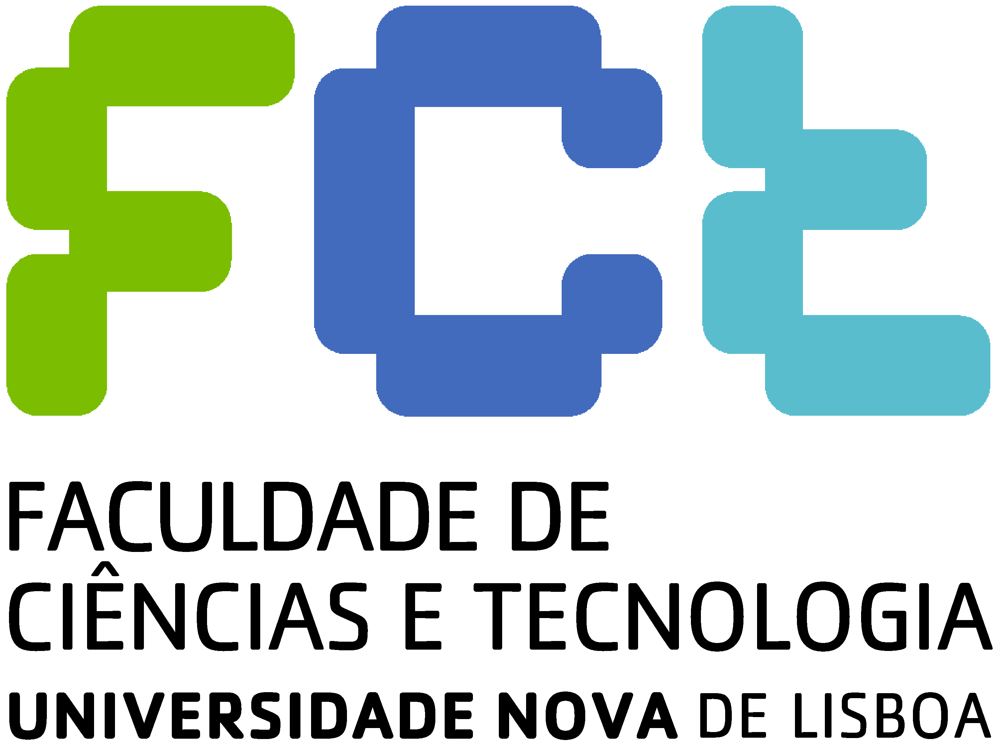 FCt
FACULDADE DE
CIÊNCIAS E TECNOLOGIA
UNIVERSIDADE NOVA DE LISBOA